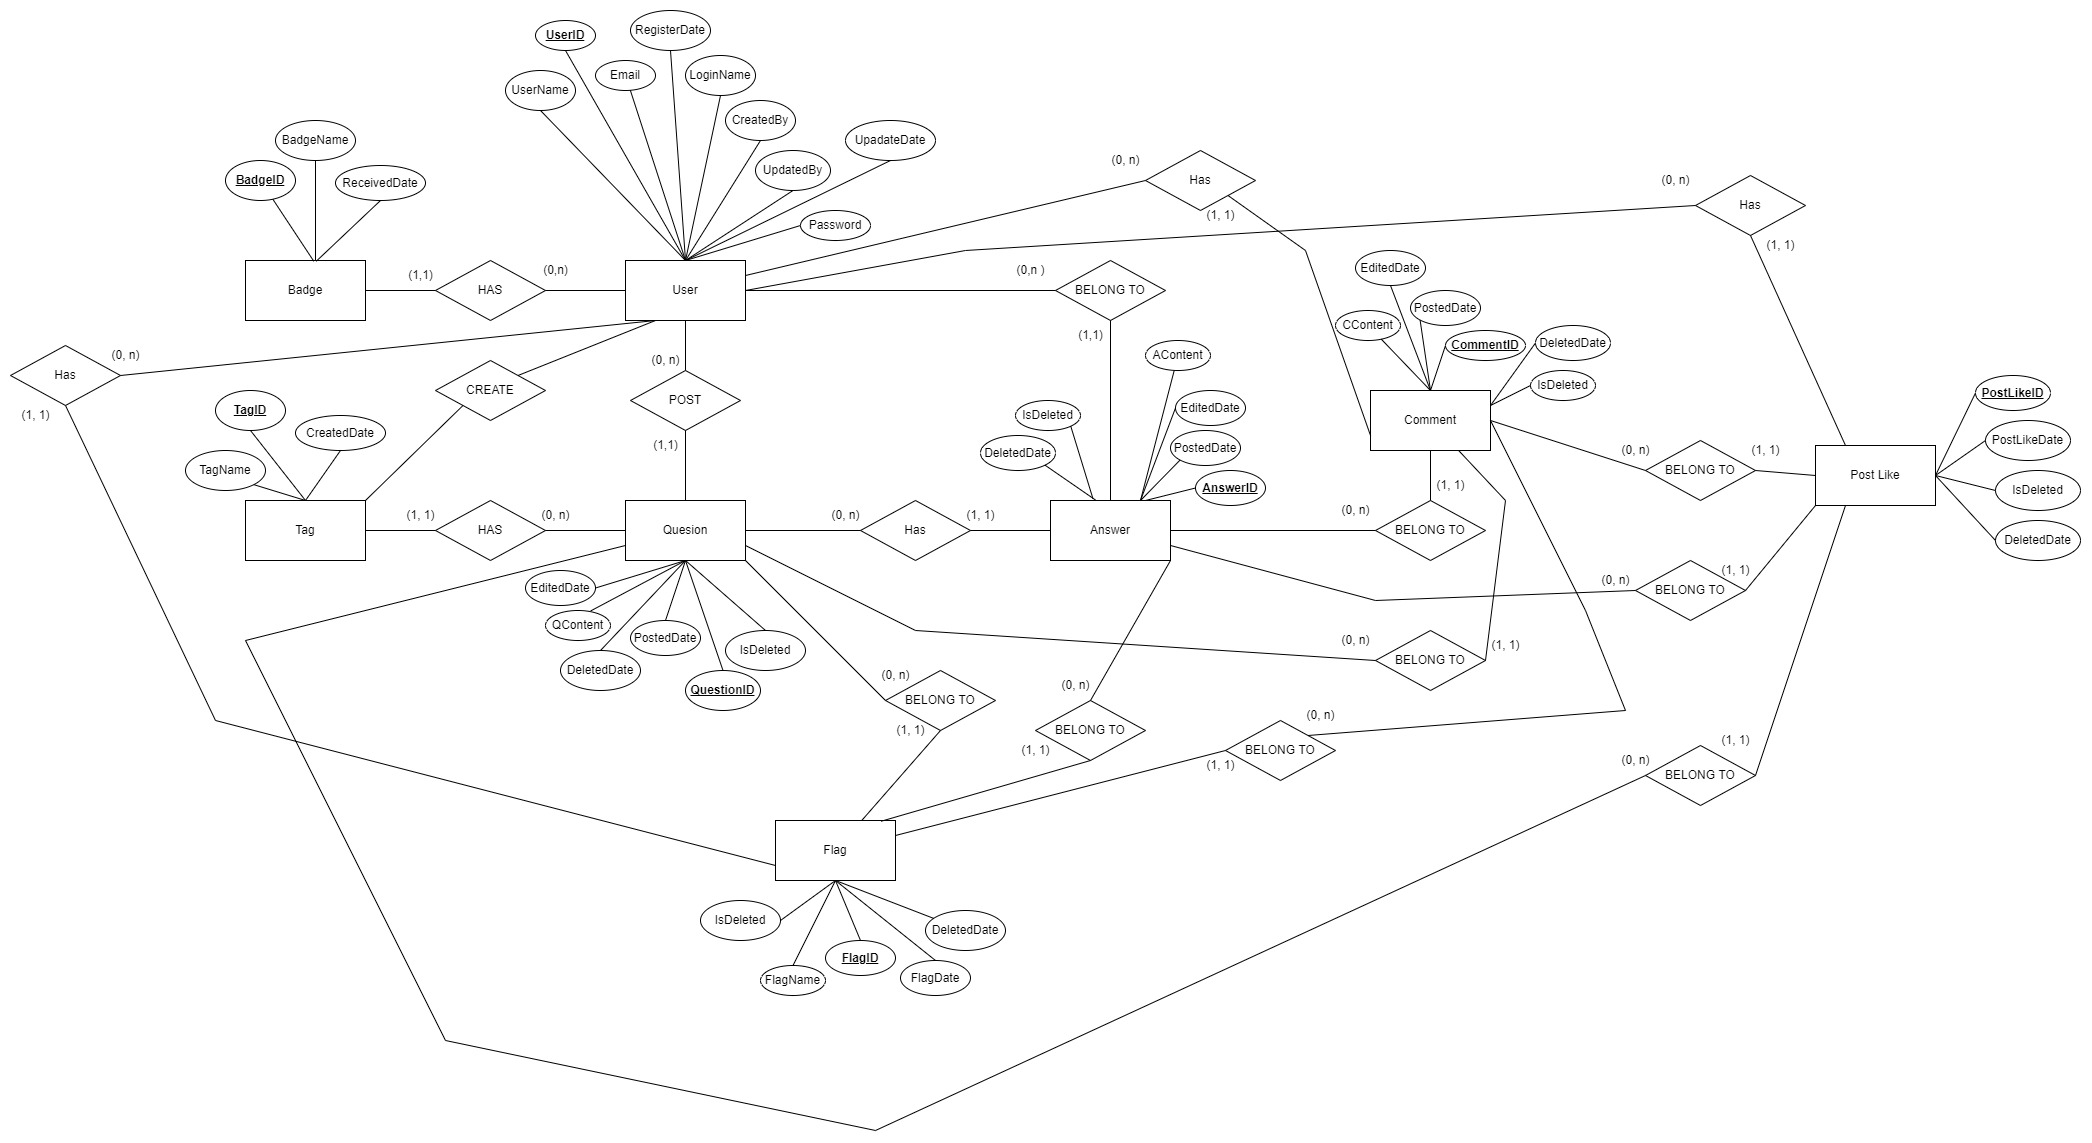 UserID
RegisterDate
Email
LoginName
UserName
CreatedBy
UpadateDate
UpdatedBy
Password
BadgeName
BadgeID
ReceivedDate
Badge
(1,1)
HAS
(0,n)
User
(0,n )
BELONG TO
(1,1)
(0, n)
Has
(1, 1)
(0, n)
Has
(1, 1)
EditedDate
PostedDate
CContent
CommentID
DeletedDate
IsDeleted
Comment
Has
(0, n)
(1, 1)
CREATE
(0, n)
POST
(1,1)
TagID
CreatedDate
TagName
Tag
(1, 1)
HAS
(0, n)
Quesion
(0, n)
Has
(1, 1)
AContent
IsDeleted
EditedDate
DeletedDate
PostedDate
AnswerID
Answer
(0, n)
BELONG TO
(1, 1)
(0, n)
BELONG TO
(1, 1)
Post Like
PostLikeID
PostLikeDate
IsDeleted
DeletedDate
(0, n)
BELONG TO
(1, 1)
EditedDate
QContent
PostedDate
IsDeleted
DeletedDate
QuestionID
(0, n)
BELONG TO
(1, 1)
(0, n)
BELONG TO
(1, 1)
(0, n)
BELONG TO
(1, 1)
(0, n)
BELONG TO
(1, 1)
(0, n)
BELONG TO
(1, 1)
Flag
IsDeleted
DeletedDate
FlagID
FlagName
FlagDate